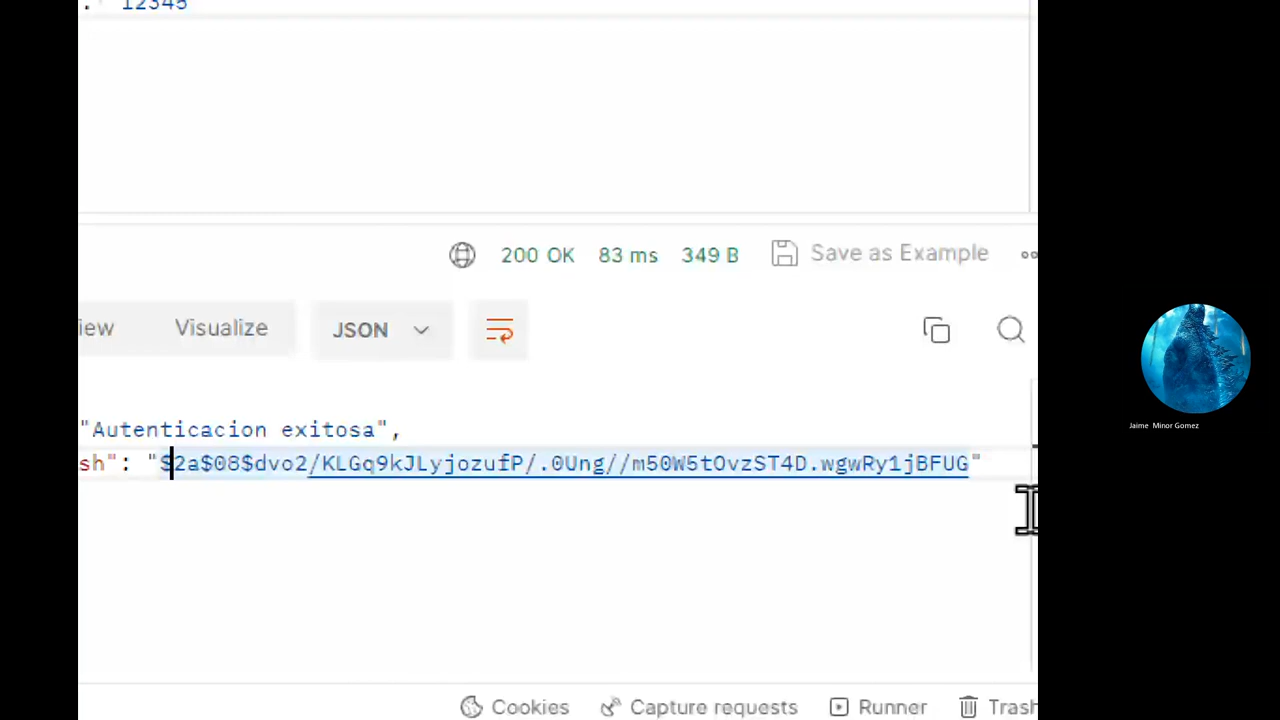 : 12345
200 OK 83 ms 349 B Save as Example
iew Visualize JSON
"Autenticacion exitosa",
sh": "$2a$08$dvo2/KLGq9kJLyjozufP/.0Ung//m50W5tOvzST4D.wgwRy1jBFUG"
Jaime Minor Gomez
Cookies Capture requests Runner Trash